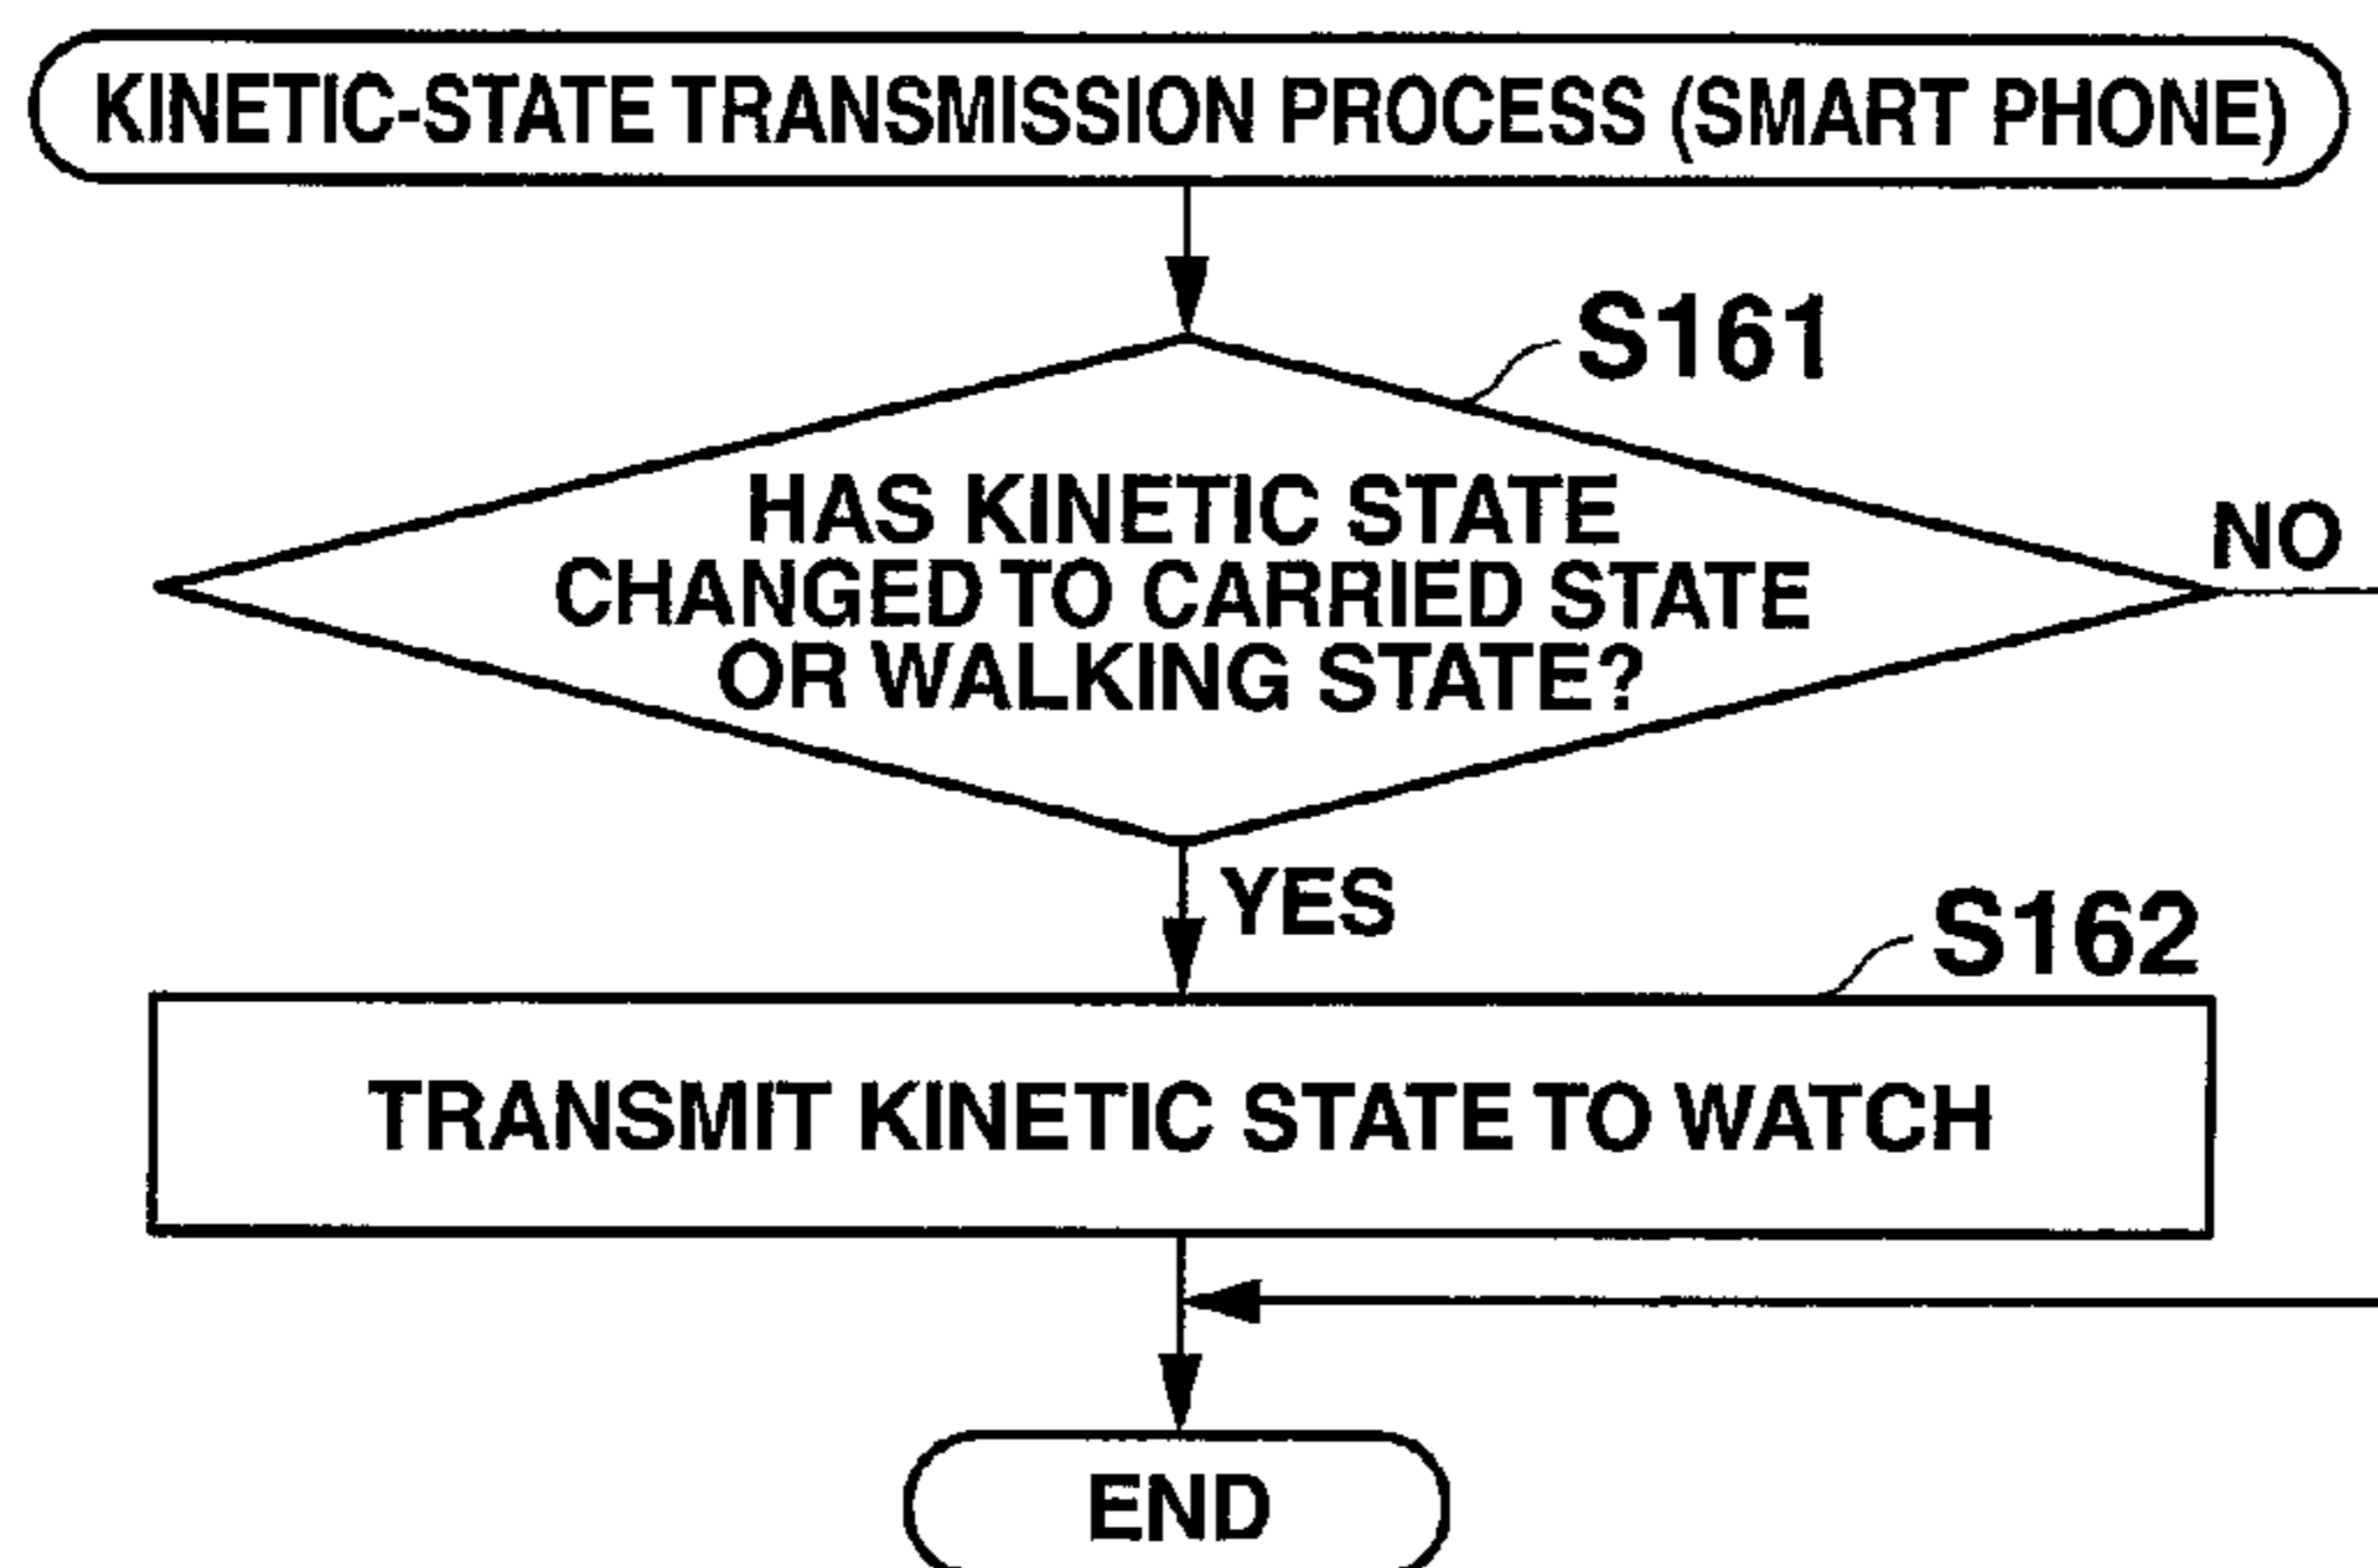 KINETIC-STATE TRANSMISSION PROCESS (SMART PHONE)
S161
HAS KINETIC STATE
CHANGED TO CARRIED STATE
OR WALKING STATE?
NO
YES
S162
TRANSMIT KINETIC STATE TO WATCH
END